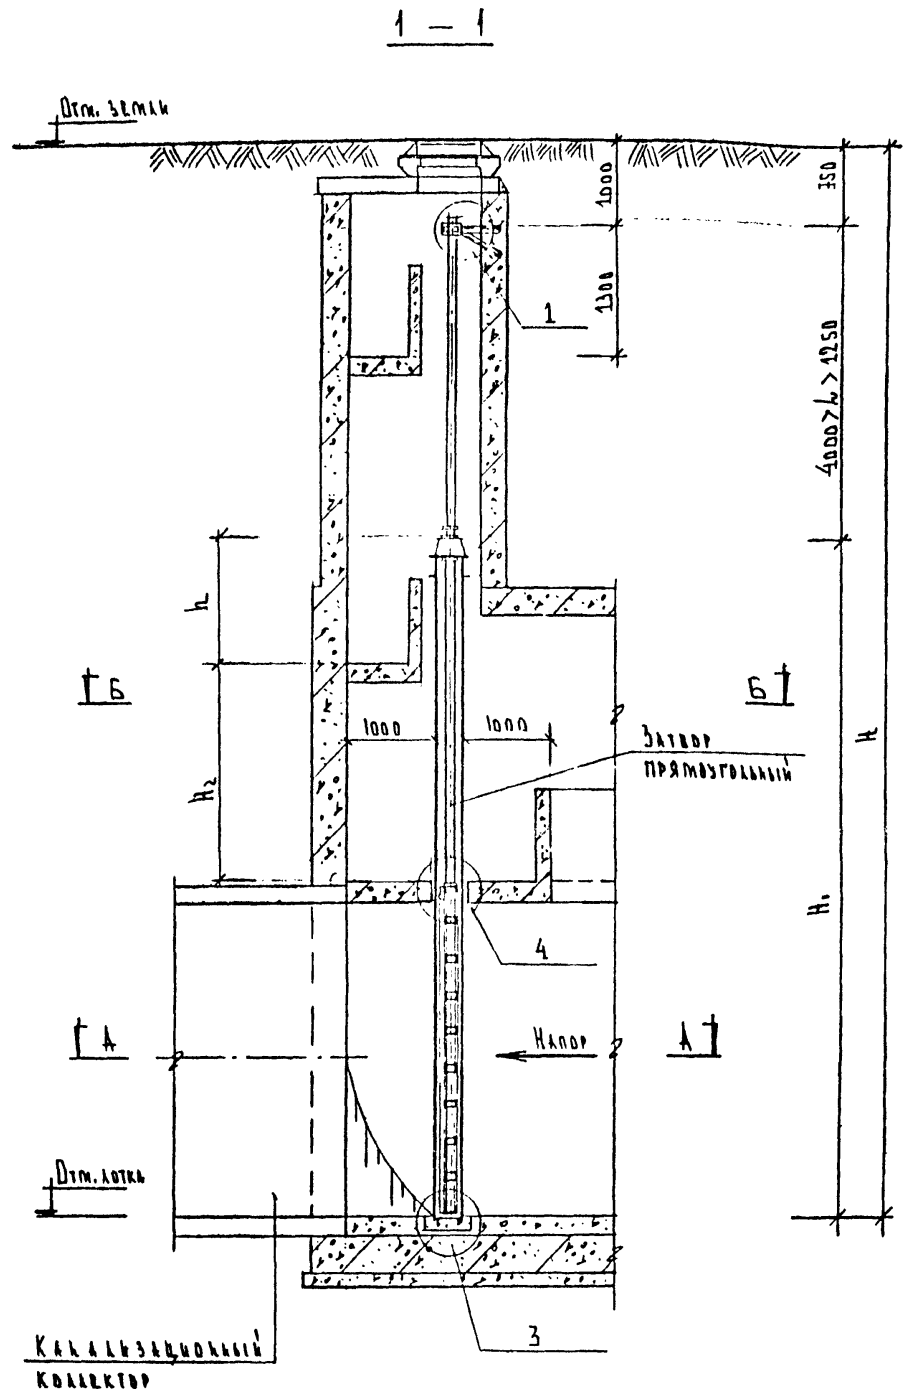 1 — 1
Отм. земли
1000
350
1300
1
4000>h>1250
h
Б
Б
1000
1000
Затвор
прямоугольный
H
H₂
H₁
4
А
Напор
А
Отм. лотка
3
Канализационный
коллектор